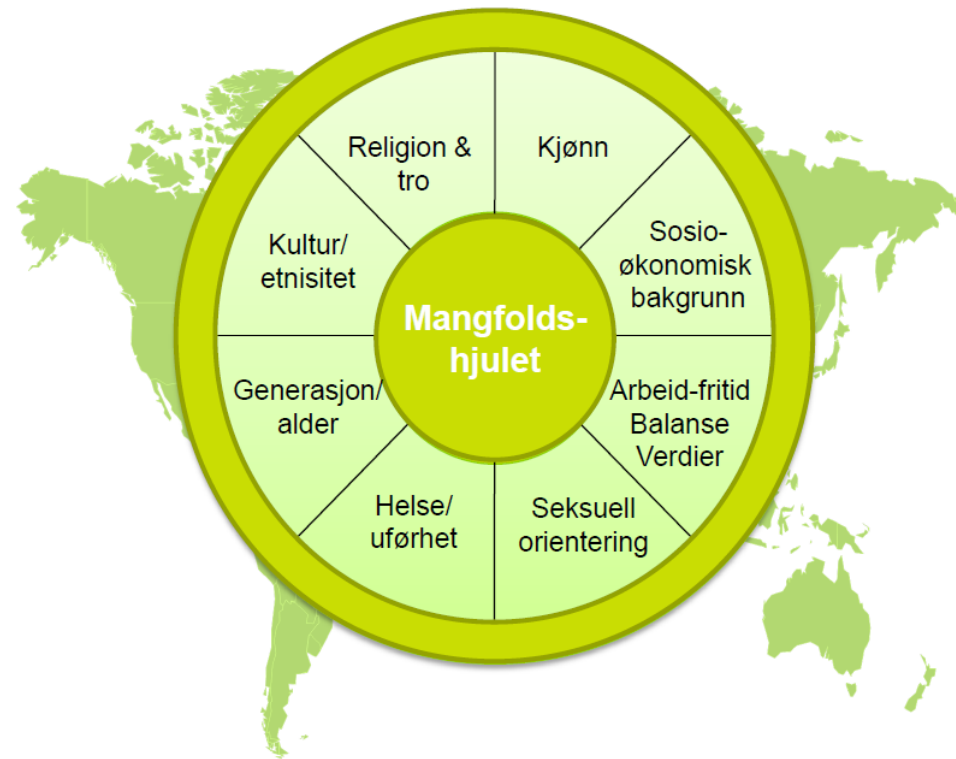 Religion &
tro
Kjønn
Kultur/
etnisitet
Sosio-
økonomisk
bakgrunn
Mangfolds-
hjulet
Generasjon/
alder
Arbeid-fritid
Balanse
Verdier
Helse/
uførhet
Seksuell
orientering